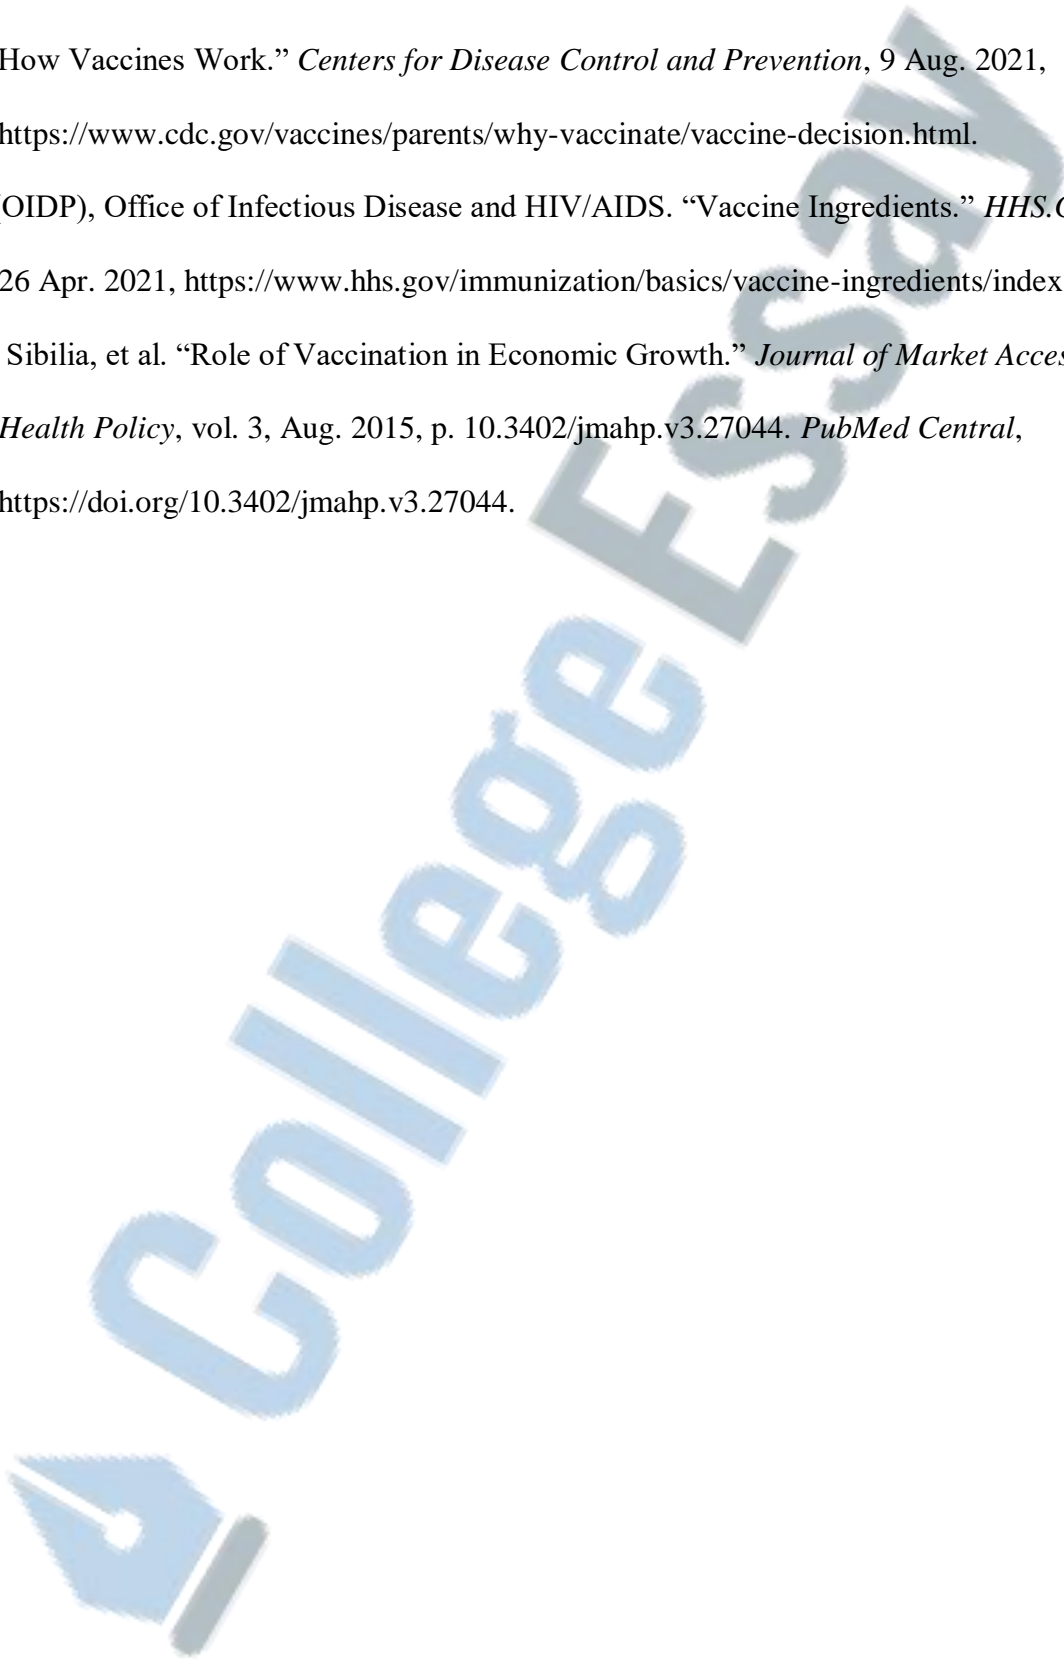 How Vaccines Work.” Centers for Disease Control and Prevention, 9 Aug. 2021,
https://www.cdc.gov/vaccines/parents/why-vaccinate/vaccine-decision.html.
(OIDP), Office of Infectious Disease and HIV/AIDS. “Vaccine Ingredients.” HHS.G
26 Apr. 2021, https://www.hhs.gov/immunization/basics/vaccine-ingredients/index
Sibilia, et al. “Role of Vaccination in Economic Growth.” Journal of Market Acces
Health Policy, vol. 3, Aug. 2015, p. 10.3402/jmahp.v3.27044. PubMed Central,
https://doi.org/10.3402/jmahp.v3.27044.
College Essay